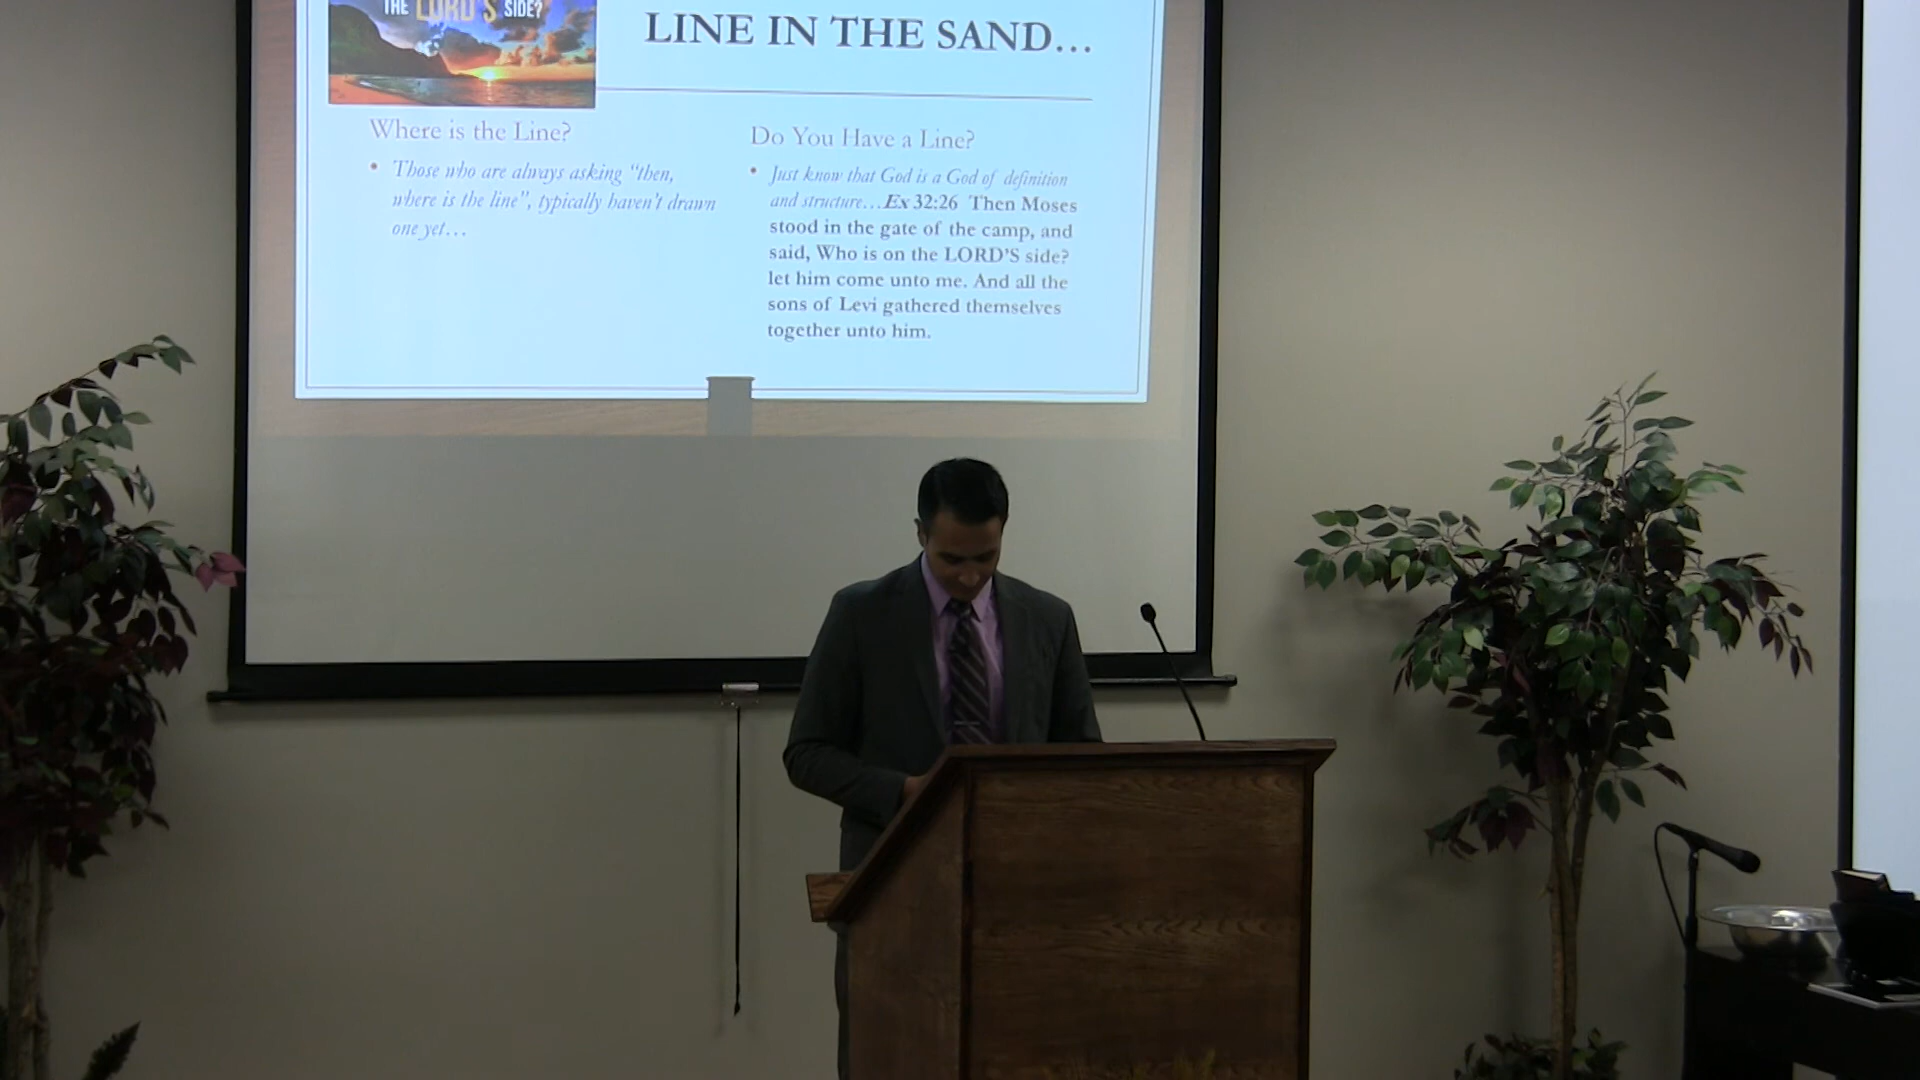 THE LORD'S SIDE?
LINE IN THE SAND…
Where is the Line?
• Those who are always asking “then,
where is the line”, typically haven’t drawn
one yet…
Do You Have a Line?
• Just know that God is a God of definition
and structure…Ex 32:26 Then Moses
stood in the gate of the camp, and
said, Who is on the LORD’S side?
let him come unto me. And all the
sons of Levi gathered themselves
together unto him.